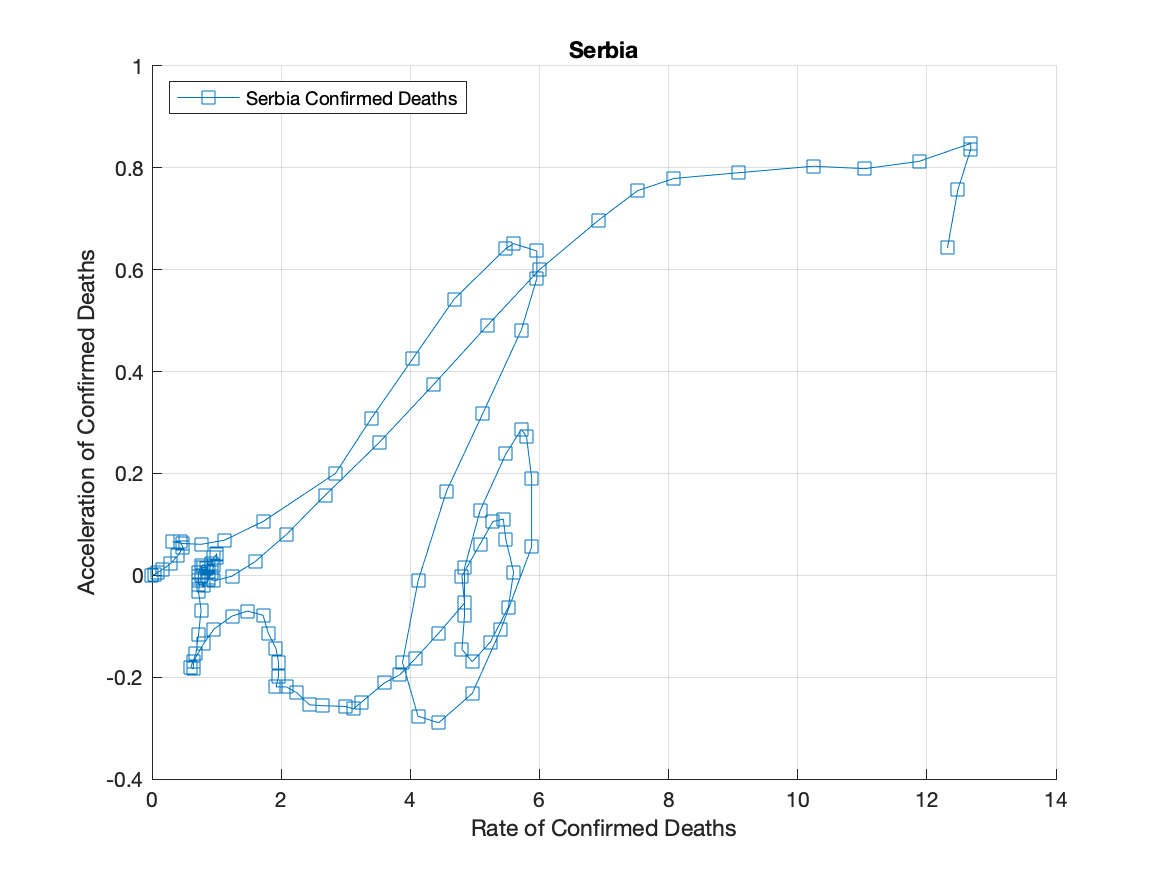 Serbia
Serbia Confirmed Deaths
Acceleration of Confirmed Deaths
1
0.8
0.6
0.4
0.2
0
-0.2
-0.4
0 2 4 6 8 10 12 14
Rate of Confirmed Deaths